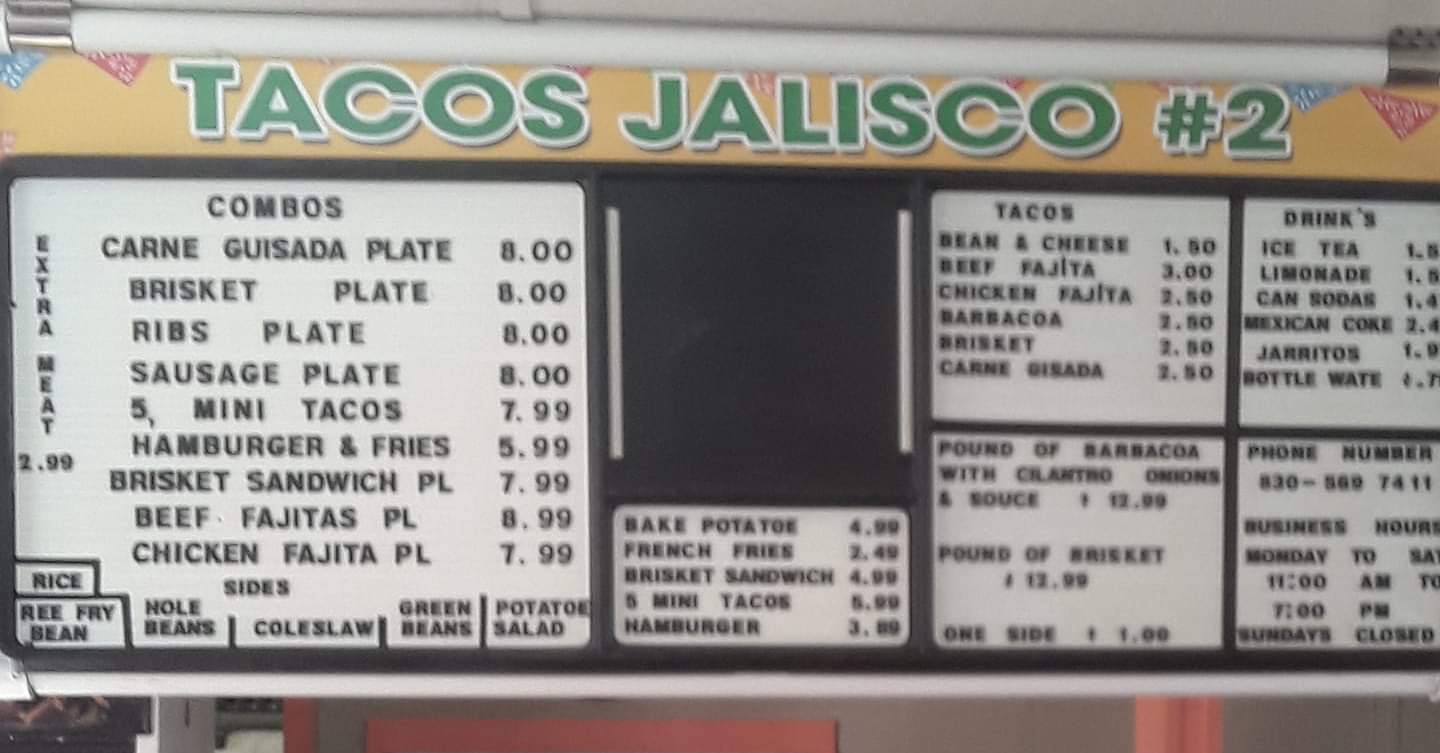 TACOS JALISCO #2
COMBOS
EXTRA MEAT
2.99
CARNE GUISADA PLATE 8.00
BRISKET PLATE 8.00
RIBS PLATE 8.00
SAUSAGE PLATE 8.00
5, MINI TACOS 7.99
HAMBURGER & FRIES 5.99
BRISKET SANDWICH PL 7.99
BEEF FAJITAS PL 8.99
CHICKEN FAJITA PL 7.99
SIDES
RICE
REE FRY
BEAN
HOLE
BEANS
COLESLAW
GREEN
BEANS
POTATOE
SALAD
BAKE POTATOE 4.99
FRENCH FRIES 2.49
BRISKET SANDWICH 4.99
5 MINI TACOS 5.99
HAMBURGER 3.89
TACOS
BEAN & CHEESE 1.50
BEEF FAJITA 3.00
CHICKEN FAJITA 2.50
BARBACOA 2.50
BRISKET 2.50
CARNE GISADA 2.50
POUND OF BARBACOA
WITH CILANTRO ONIONS
& SOUCE 12.99
POUND OF BRISKET
12.99
ONE SIDE 1.00
DRINK'S
ICE TEA
LIMONADE
CAN SODAS
MEXICAN COKE
JARRITOS
BOTTLE WATE
PHONE NUMBER
830-569 7411
BUSINESS HOURS
MONDAY TO SAT
11:00 AM TO
7:00 PM
SUNDAYS CLOSED